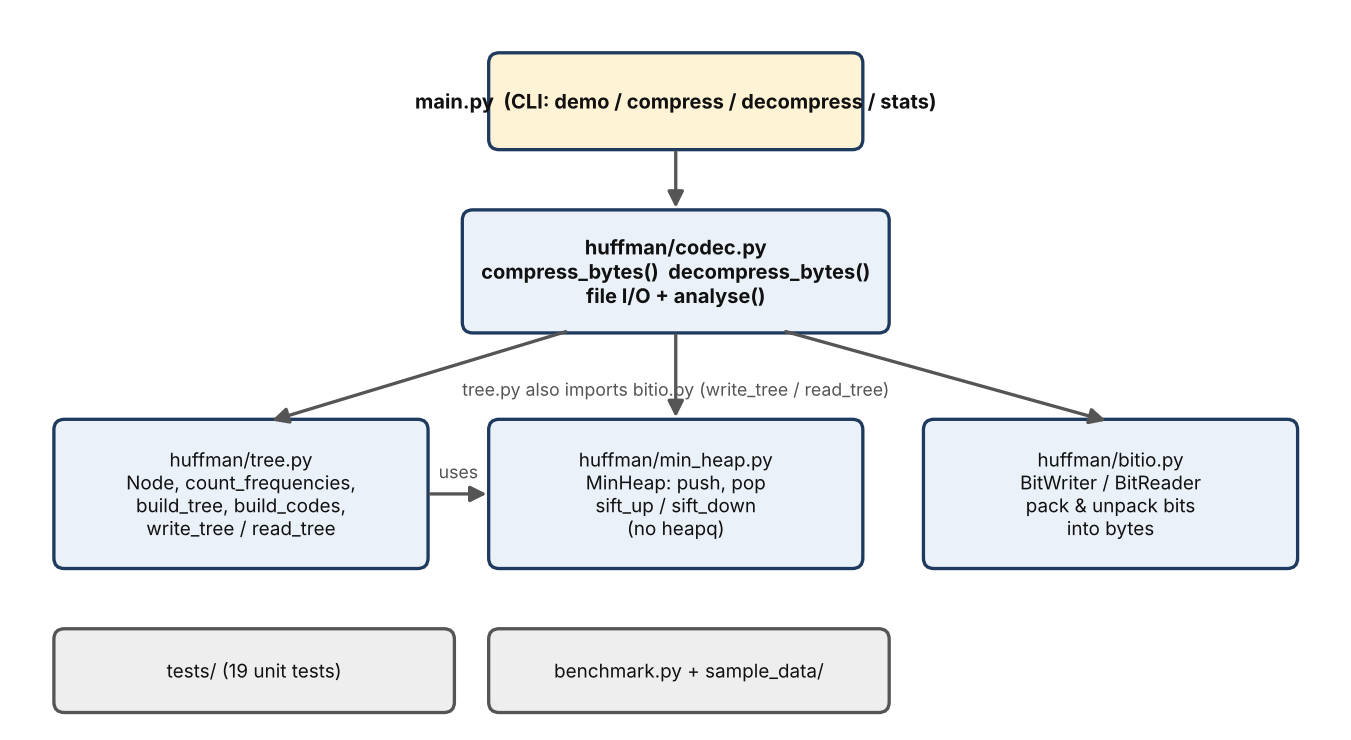 main.py  (CLI: demo / compress / decompress / stats)
huffman/codec.py
compress_bytes()  decompress_bytes()
file I/O + analyse()
tree.py also imports bitio.py (write_tree / read_tree)
huffman/tree.py
Node, count_frequencies,
build_tree, build_codes,
write_tree / read_tree
uses
huffman/min_heap.py
MinHeap: push, pop
sift_up / sift_down
(no heapq)
huffman/bitio.py
BitWriter / BitReader
pack & unpack bits
into bytes
tests/ (19 unit tests)
benchmark.py + sample_data/